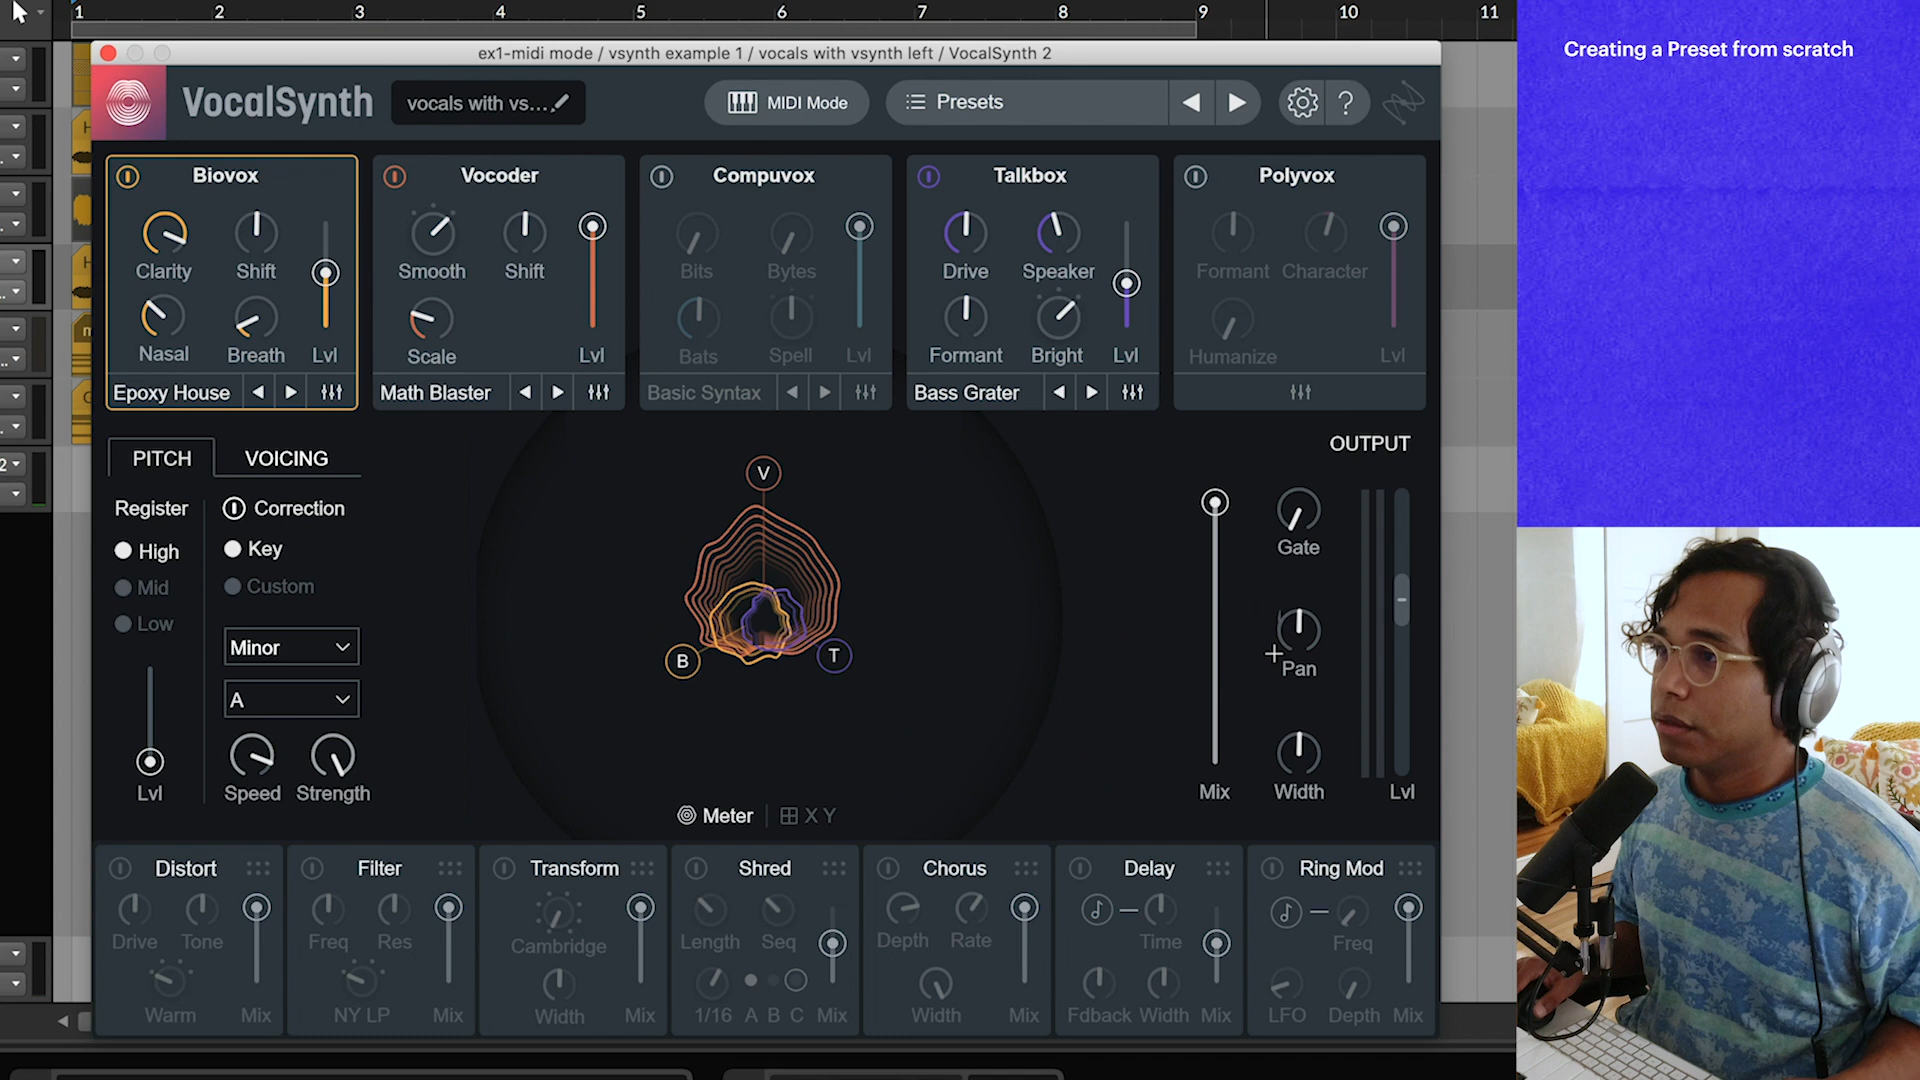 1 2 3 4 5 6 7 8 9 10 11
Creating a Preset from scratch
ex1-midi mode / vsynth example 1 / vocals with vsynth left / VocalSynth 2
VocalSynth vocals with vs... MIDI Mode Presets ?
Biovox Vocoder Compuvox Talkbox Polyvox
Clarity Shift Smooth Shift Bits Bytes Drive Speaker Formant Character
Nasal Breath Lvl Scale Lvl Bats Spell Lvl Formant Bright Lvl Humanize Lvl
Epoxy House Math Blaster Basic Syntax Bass Grater
OUTPUT
PITCH VOICING
V
Register Correction
High Key
Gate
Mid Custom
Low
Minor
B T
Pan
A
Speed Strength
Lvl
Mix Width Lvl
Meter X Y
Distort Filter Transform Shred Chorus Delay Ring Mod
Drive Tone Freq Res Cambridge Length Seq Depth Rate Time Freq
Warm Mix NY LP Mix Width Mix 1/16 A B C Mix Width Mix Fdback Width Mix LFO Depth Mix